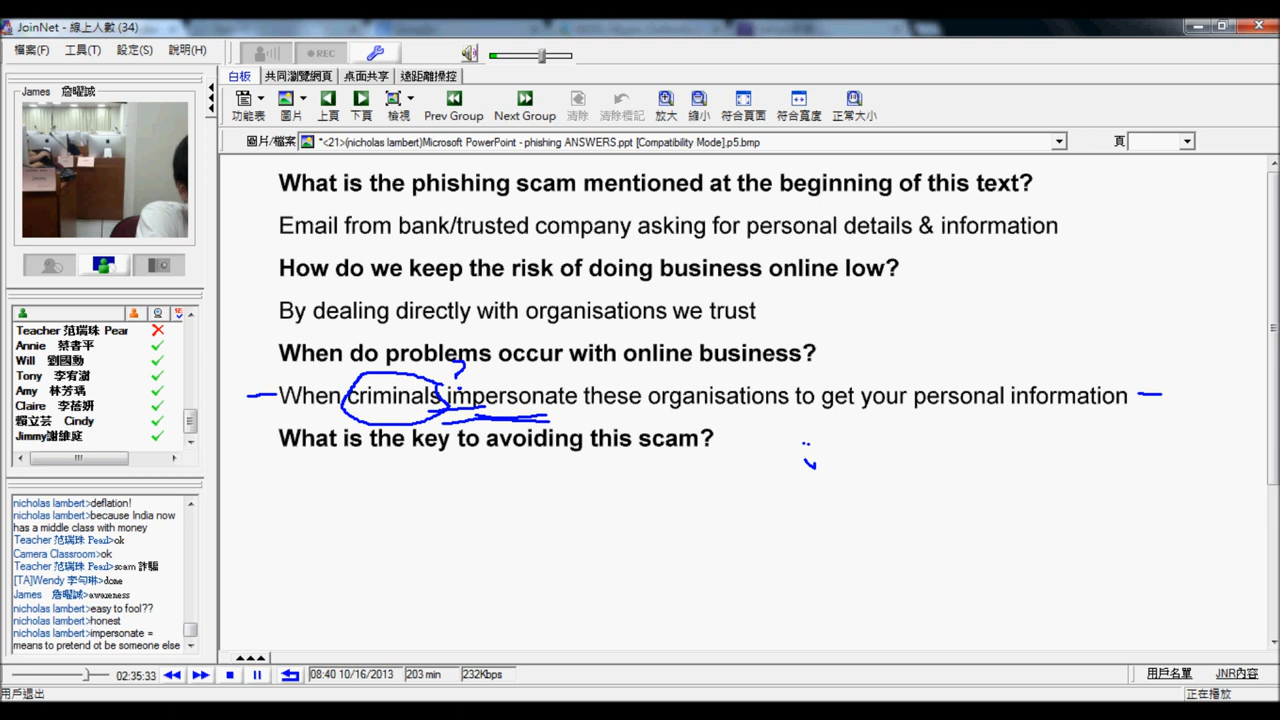 JoinNet - 線上人數 (34)
檔案(F) 工具(T) 設定(S) 說明(H)
REC
James 詹曜誠
白板 共同瀏覽網頁 桌面共享 遠距離操控
功能表 圖片 上頁 下頁 檢視 Prev Group Next Group 清除 清除標記 放大 縮小 符合頁面 符合寬度 正常大小
圖片/檔案 *<21>(nicholas lambert)Microsoft PowerPoint - phishing ANSWERS.ppt [Compatibility Mode].p5.bmp 頁
What is the phishing scam mentioned at the beginning of this text?
Email from bank/trusted company asking for personal details & information
How do we keep the risk of doing business online low?
By dealing directly with organisations we trust
When do problems occur with online business?
?
When criminals impersonate these organisations to get your personal information
What is the key to avoiding this scam?
Teacher 范瑞珠 Pear
Annie 蔡書平
Will 劉國勳
Tony 李宥澍
Amy 林芳瑀
Claire 李蓓妍
賴立芸 Cindy
Jimmy謝維庭
nicholas lambert>deflation!
nicholas lambert>because India now
has a middle class with money
Teacher 范瑞珠 Pearl>ok
Camera Classroom>ok
Teacher 范瑞珠 Pearl>scam 詐騙
[TA]Wendy 李句琳>done
James 詹曜誠>awareness
nicholas lambert>easy to fool??
nicholas lambert>honest
nicholas lambert>impersonate =
means to pretend ot be someone else
02:35:33 08:40 10/16/2013 203 min 232Kbps 用戶名單 JNR內容
用戶退出 正在播放